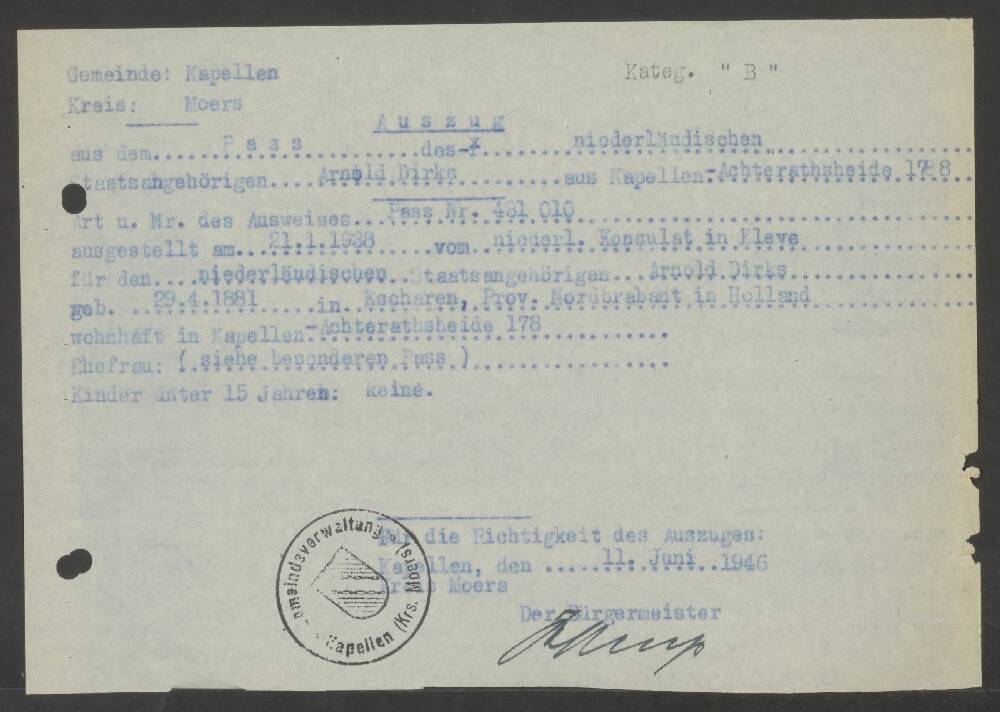 Gemeinde: Kapellen
Kateg. " B "
Kreis: Moers
Auszug
aus dem....Pass....des-r....niederländischen....
Staatsangehörigen....Arnold Dirks....aus Kapellen.-Achterathsheide 178
Art u. Nr. des Ausweises...Pass Nr. 481 010....
ausgestellt am...21.1.1938....vom..niederl. Konsulat in Kleve....
für den...niederländischen..Staatsangehörigen...Arnold Dirks....
geb. ...29.4.1881....in..Escharen, Prov. Nordbrabant in Holland...
wohnhaft in Kapellen.-Achterathsheide 178....
Ehefrau: (.siehe besonderen Pass.)....
Kinder unter 15 Jahren: keine.
Für die Richtigkeit des Auszuges:
Kapellen, den .....11. Juni...1946
Kreis Moers
Der Bürgermeister
Gemeindeverwaltung
Kapellen (Krs. Moers)